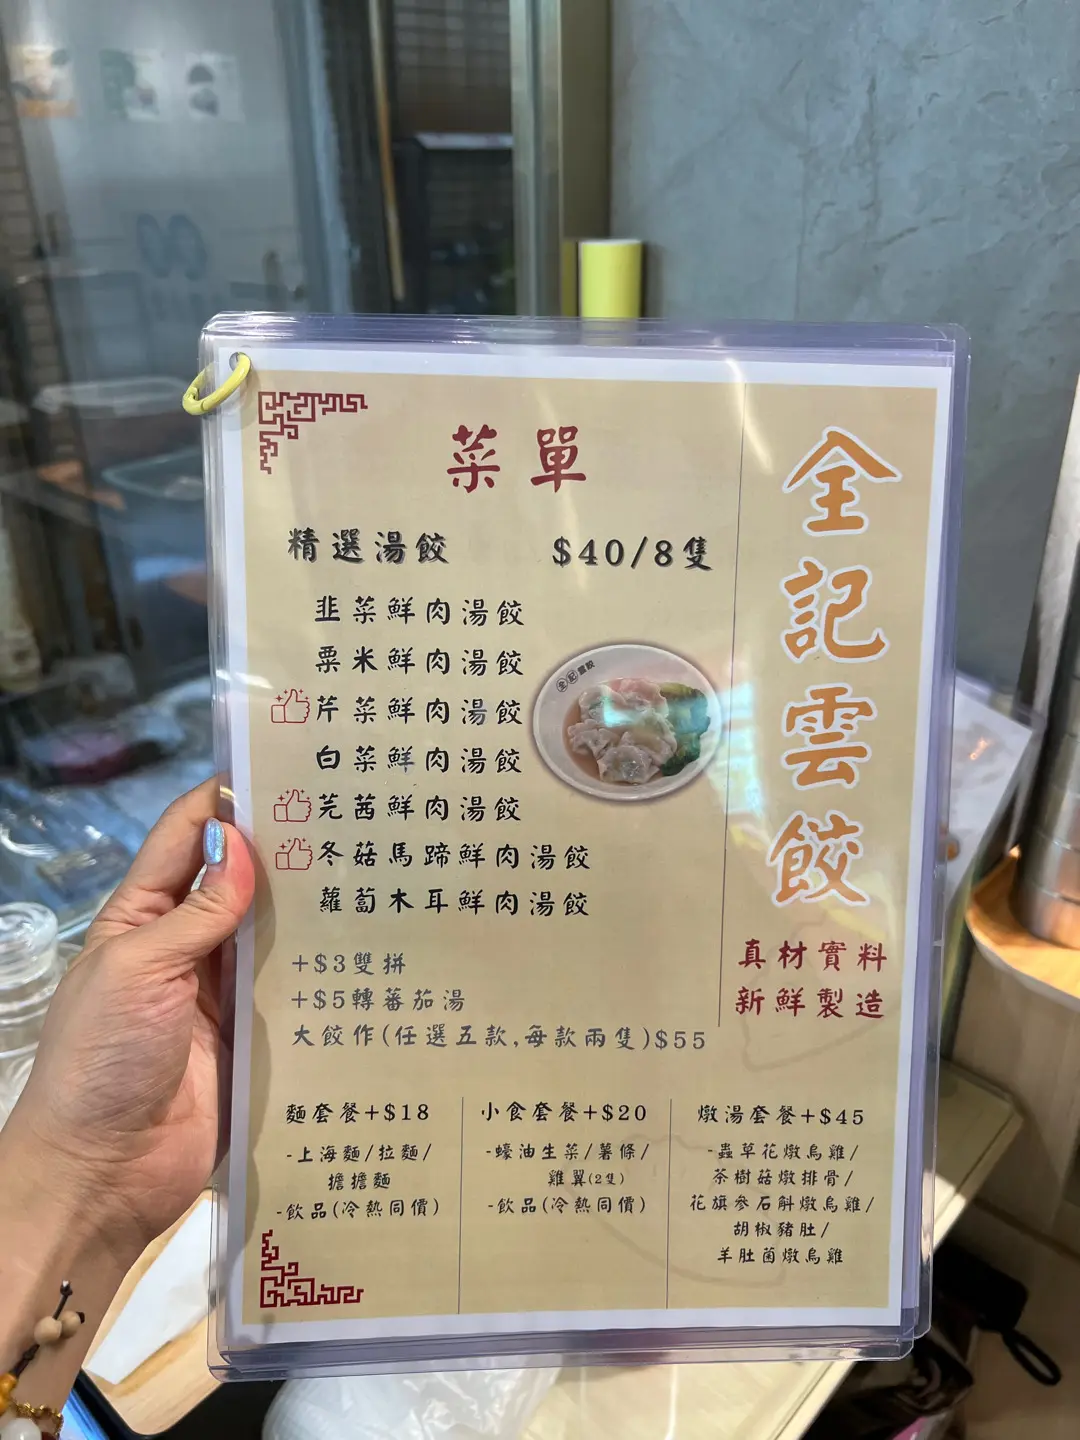 菜單
精選湯餃 $40/8隻
韭菜鮮肉湯餃
粟米鮮肉湯餃
芹菜鮮肉湯餃
白菜鮮肉湯餃
芫茜鮮肉湯餃
冬菇馬蹄鮮肉湯餃
蘿蔔木耳鮮肉湯餃
+$3雙拼
+$5轉蕃茄湯
大餃作(任選五款,每款兩隻)$55
全記雲餃
真材實料
新鮮製造
全記雲餃
麵套餐+$18
-上海麵/拉麵/
擔擔麵
-飲品(冷熱同價)
小食套餐+$20
-蠔油生菜/薯條/
雞翼(2隻)
-飲品(冷熱同價)
燉湯套餐+$45
-蟲草花燉烏雞/
茶樹菇燉排骨/
花旗參石斛燉烏雞/
胡椒豬肚/
羊肚菌燉烏雞